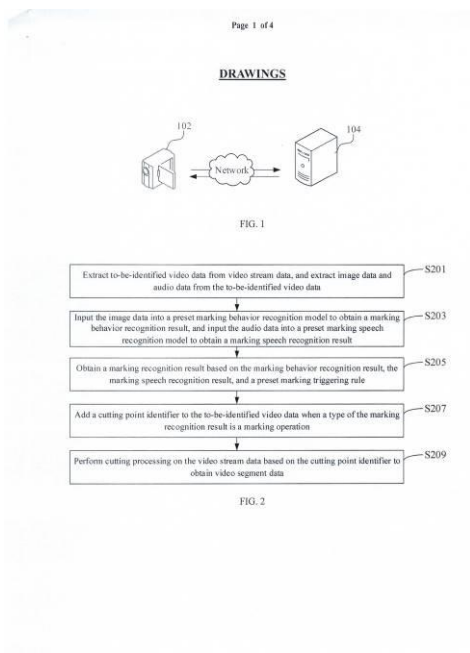 Page 1 of 4
DRAWINGS
102
104
Network
FIG. 1
Extract to-be-identified video data from video stream data, and extract image data and
audio data from the to-be-identified video data
S201
Input the image data into a preset marking behavior recognition model to obtain a marking
behavior recognition result, and input the audio data into a preset marking speech
recognition model to obtain a marking speech recognition result
S203
Obtain a marking recognition result based on the marking behavior recognition result, the
marking speech recognition result, and a preset marking triggering rule
S205
Add a cutting point identifier to the to-be-identified video data when a type of the marking
recognition result is a marking operation
S207
Perform cutting processing on the video stream data based on the cutting point identifier to
obtain video segment data
S209
FIG. 2